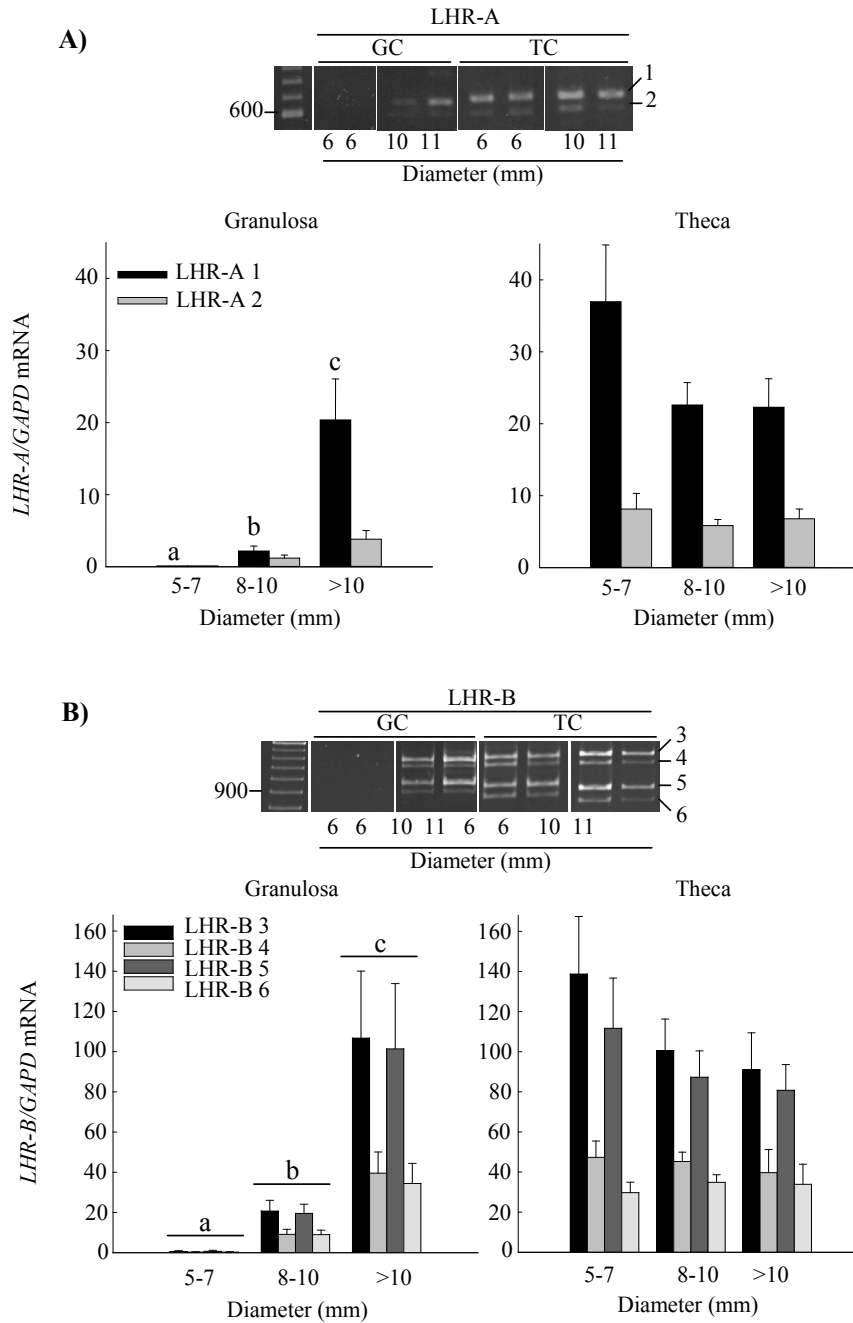 A)
LHR-A
GC TC
1
2
600
6 6 10 11 6 6 10 11
Diameter (mm)
Granulosa
Theca
LHR-A/GAPD mRNA
40
30
20
10
0
LHR-A 1
LHR-A 2
a
b
c
5-7 8-10 >10
Diameter (mm)
40
30
20
10
0
5-7 8-10 >10
Diameter (mm)
B)
LHR-B
GC TC
3
4
5
6
900
6 6 10 11 6 6 10 11
Diameter (mm)
Granulosa
Theca
LHR-B/GAPD mRNA
160
140
120
100
80
60
40
20
0
LHR-B 3
LHR-B 4
LHR-B 5
LHR-B 6
a
b
c
5-7 8-10 >10
Diameter (mm)
160
140
120
100
80
60
40
20
0
5-7 8-10 >10
Diameter (mm)